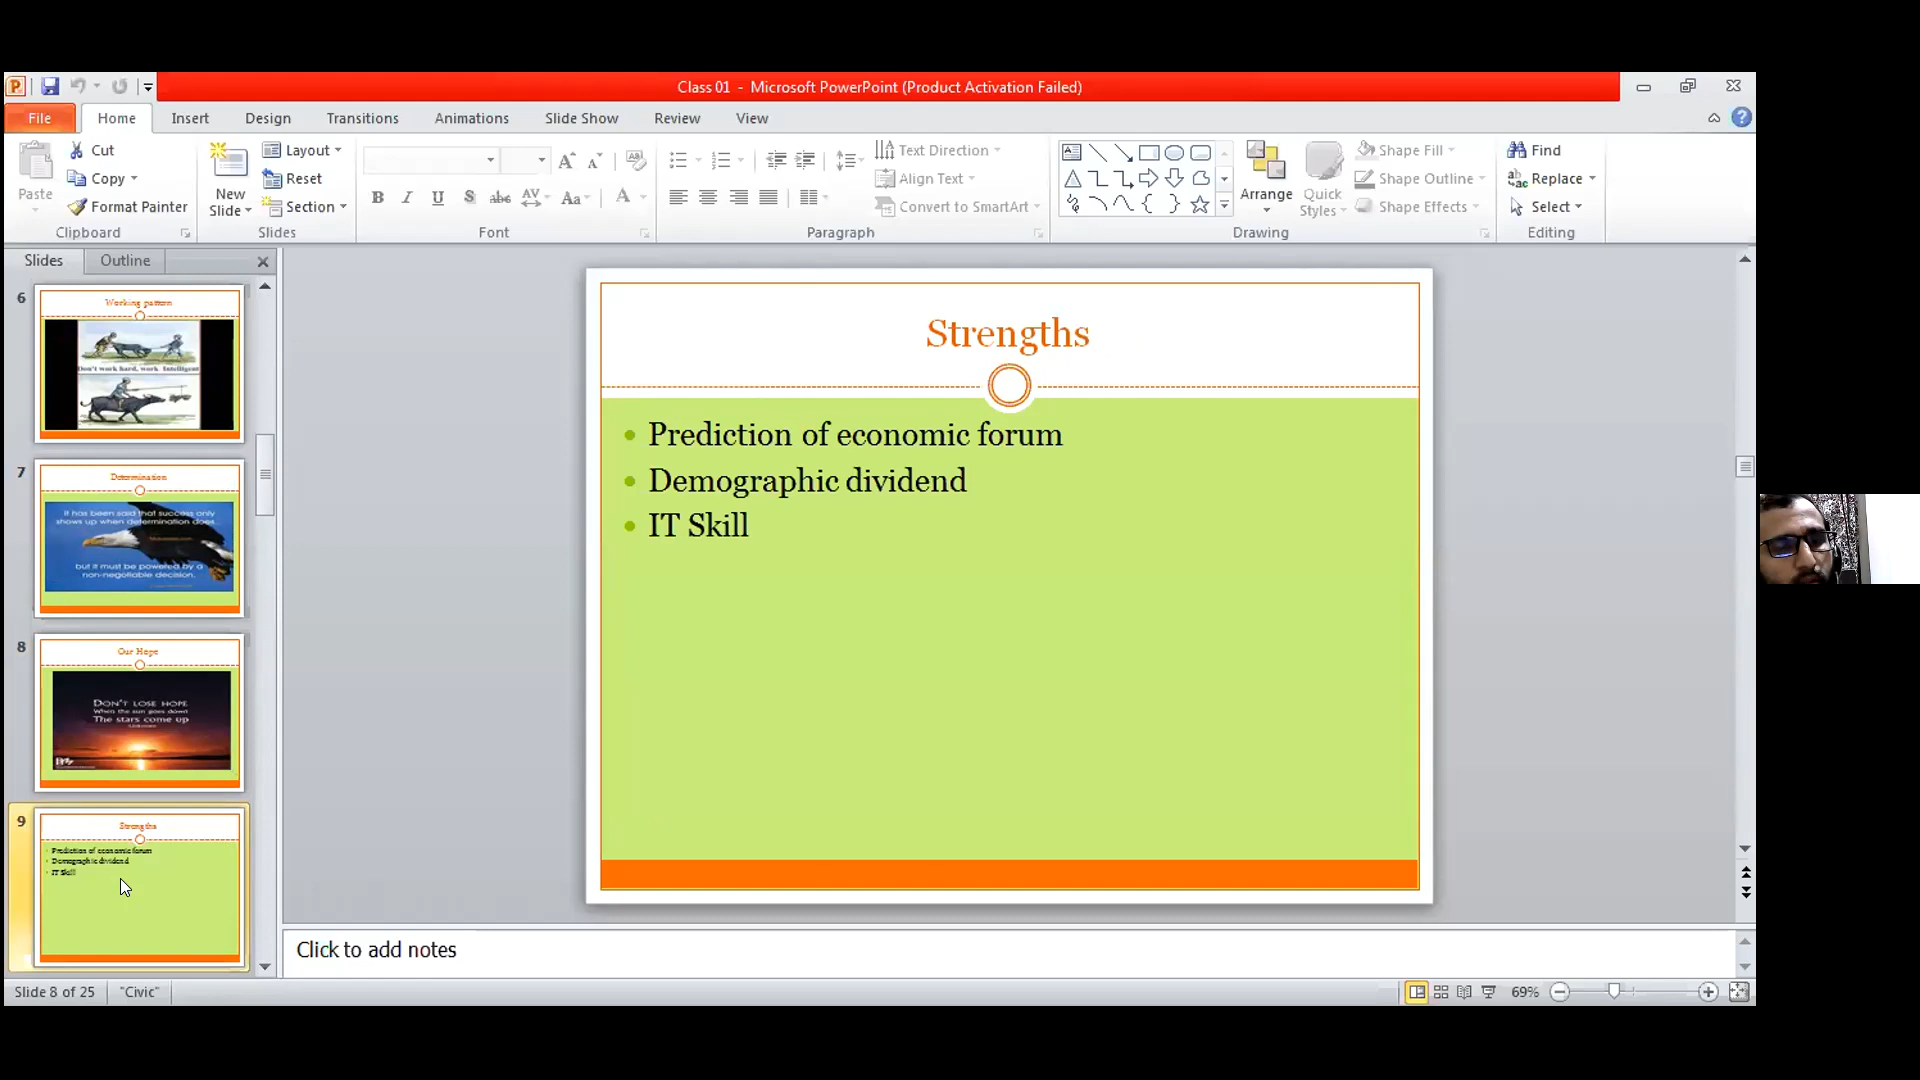 Class 01 - Microsoft PowerPoint (Product Activation Failed)
File Home Insert Design Transitions Animations Slide Show Review View
Paste
Cut
Copy
Format Painter
Clipboard
New
Slide
Layout
Reset
Section
Slides
Font
Paragraph
Text Direction
Align Text
Convert to SmartArt
Arrange
Quick
Styles
Shape Fill
Shape Outline
Shape Effects
Drawing
Find
Replace
Select
Editing
Slides Outline
6
Working pattern
Don't work hard, work Intelligent
7
Determination
It has been said that success only
shows up when determination does...
but it must be powered by a
non-negotiable decision.
8
Our Hope
DON'T LOSE HOPE
When the sun goes down
The stars come up
9
Strengths
Prediction of economic forum
Demographic dividend
IT Skill
Strengths
• Prediction of economic forum
• Demographic dividend
• IT Skill
Click to add notes
Slide 8 of 25 "Civic" 69%